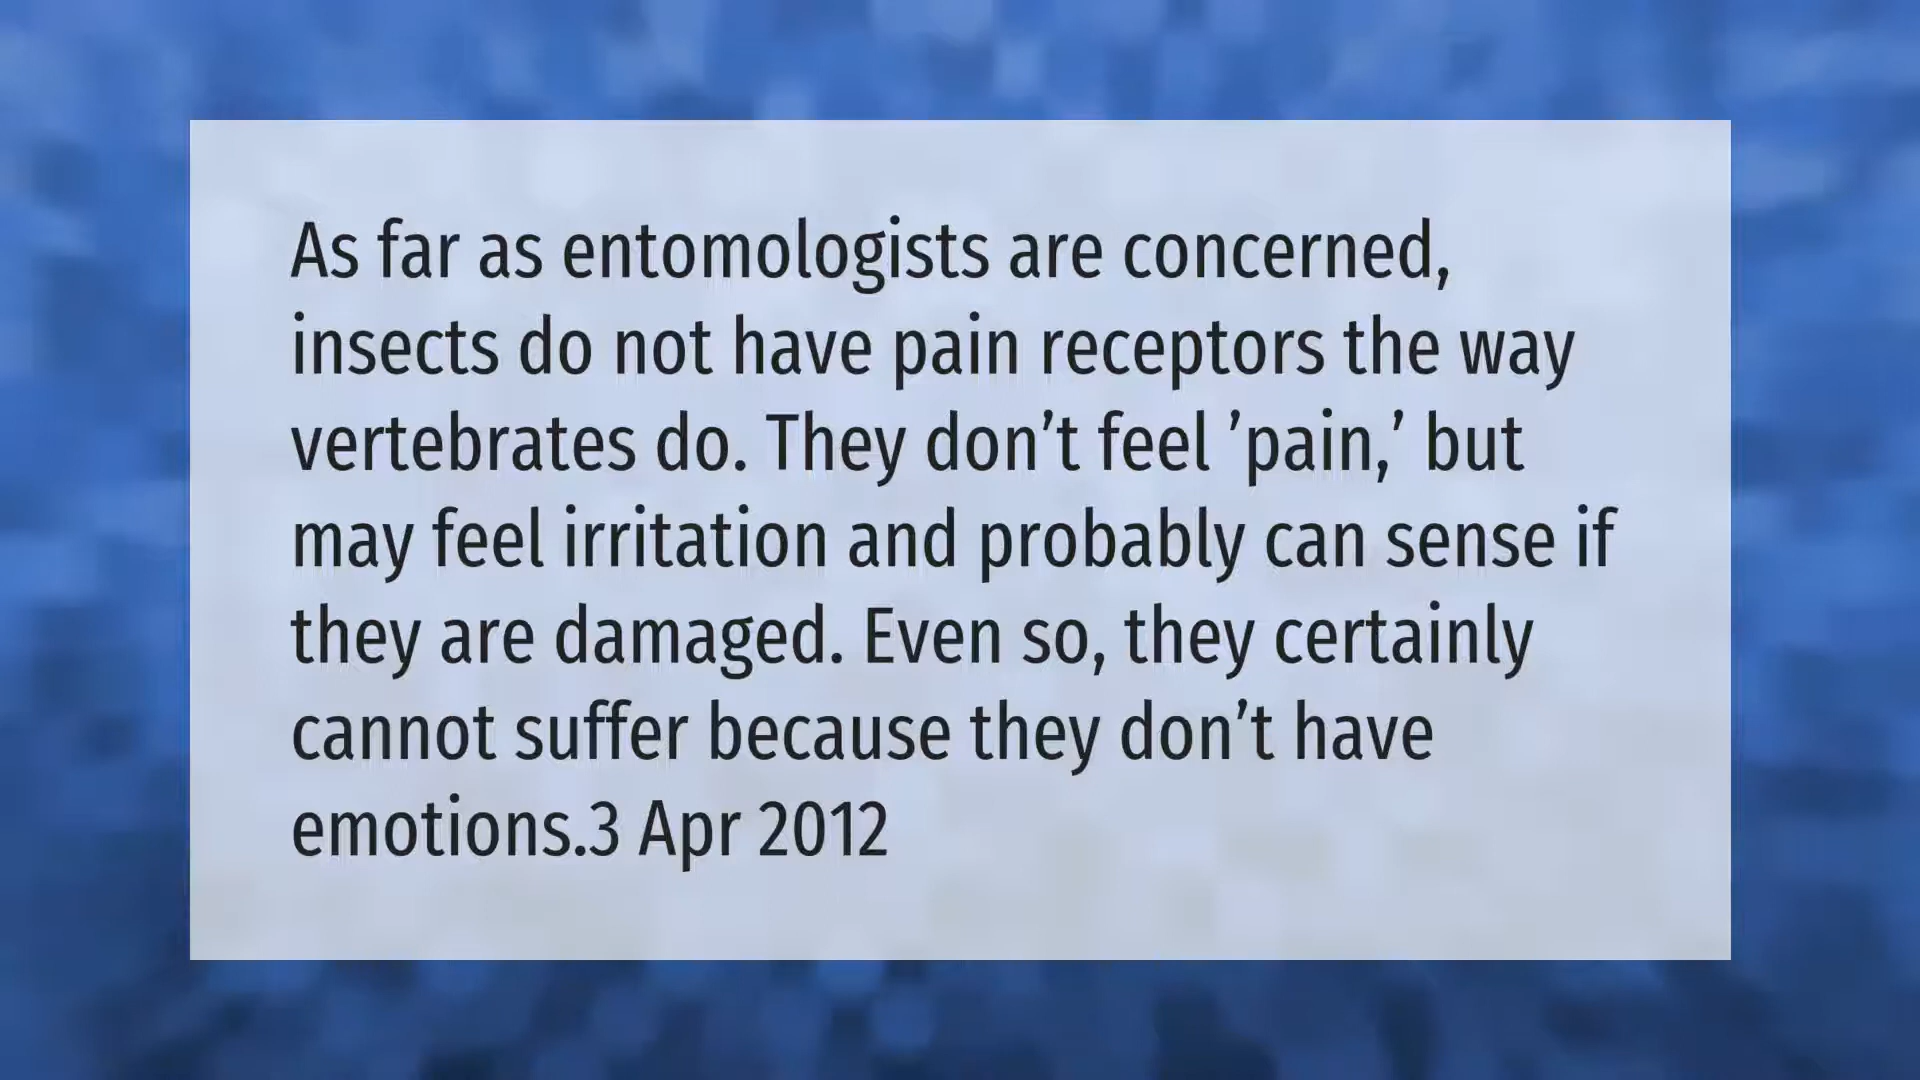 As far as entomologists are concerned,
insects do not have pain receptors the way
vertebrates do. They don’t feel ’pain,’ but
may feel irritation and probably can sense if
they are damaged. Even so, they certainly
cannot suffer because they don’t have
emotions.3 Apr 2012